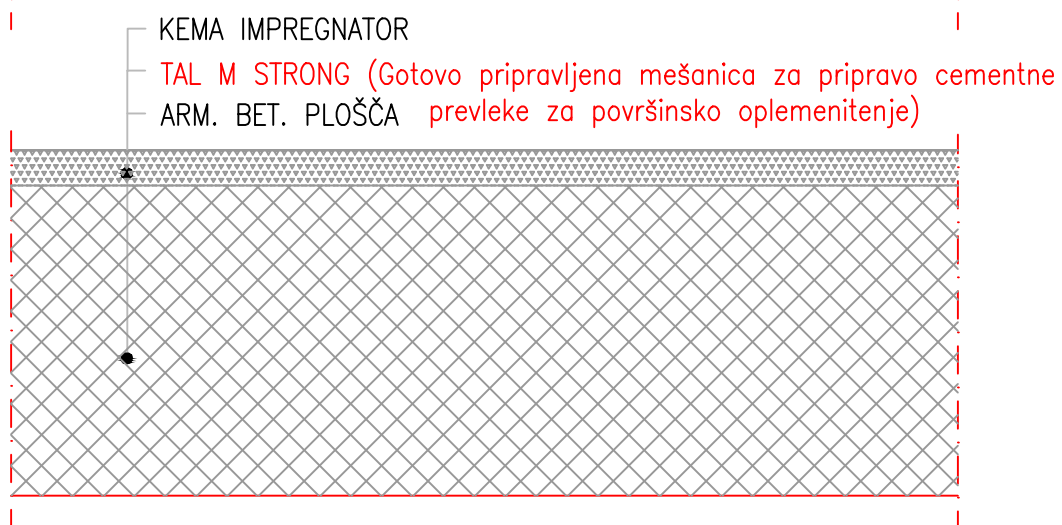 KEMA IMPREGNATOR
TAL M STRONG (Gotovo pripravljena mešanica za pripravo cementne
prevleke za površinsko oplemenitenje)
ARM. BET. PLOŠČA